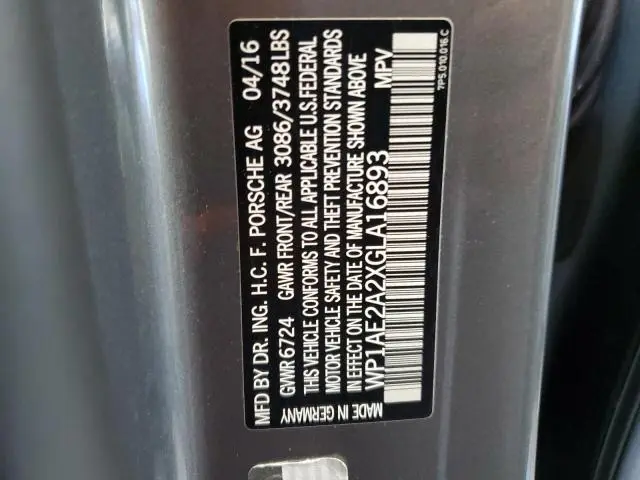 MFD BY DR. ING. H.C. F. PORSCHE AG 04/16
GVWR 6724 GAWR FRONT/REAR 3086/3748 LBS
THIS VEHICLE CONFORMS TO ALL APPLICABLE U.S. FEDERAL
MOTOR VEHICLE SAFETY AND THEFT PREVENTION STANDARDS
IN EFFECT ON THE DATE OF MANUFACTURE SHOWN ABOVE
WP1AE2A2XGLA16893 MPV
MADE IN GERMANY
7P5.010.016.C